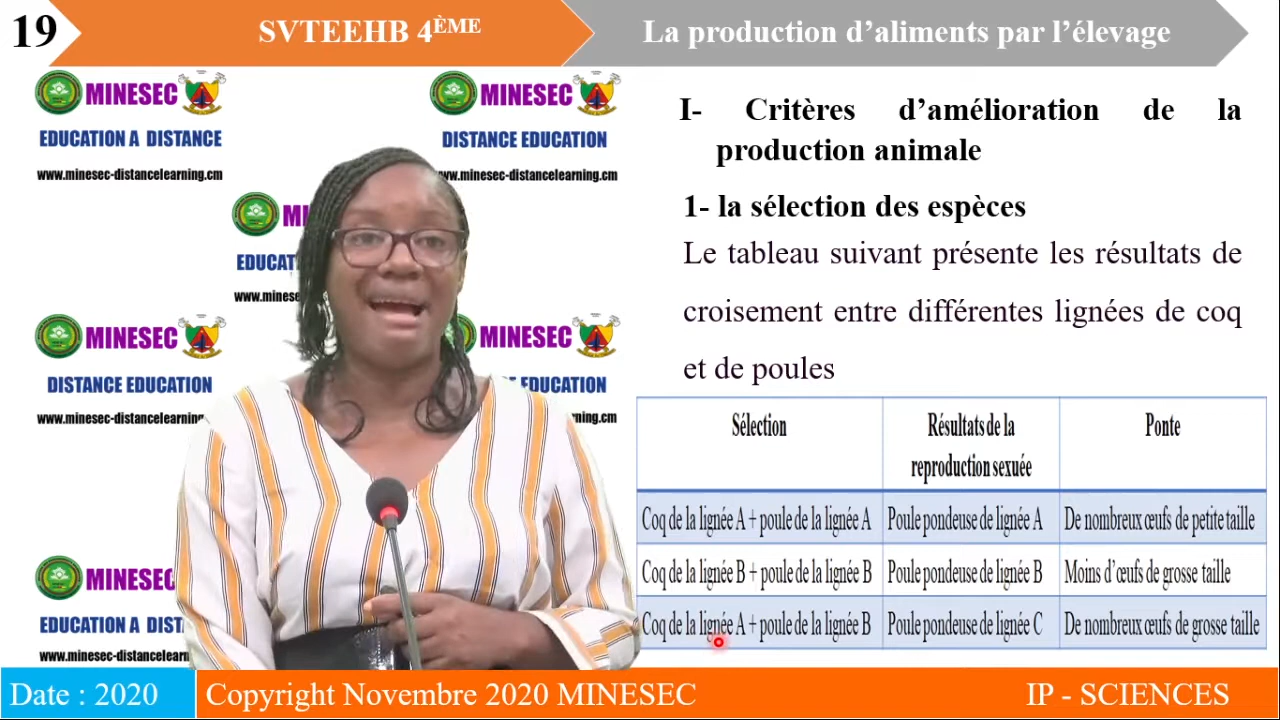 19
SVTEEHB 4ÈME
La production d’aliments par l’élevage
MINESEC
EDUCATION A DISTANCE
www.minesec-distancelearning.cm
MINESEC
DISTANCE EDUCATION
www.minesec-distancelearning.cm
MINESEC
DISTANCE EDUCATION
MINESEC
EDUCATION A
I- Critères d’amélioration de la
production animale
1- la sélection des espèces
Le tableau suivant présente les résultats de
croisement entre différentes lignées de coq
et de poules
Sélection
Résultats de la
reproduction sexuée
Ponte
Coq de la lignée A + poule de la lignée A
Poule pondeuse de lignée A
De nombreux œufs de petite taille
Coq de la lignée B + poule de la lignée B
Poule pondeuse de lignée B
Moins d’œufs de grosse taille
Coq de la lignée A + poule de la lignée B
Poule pondeuse de lignée C
De nombreux œufs de grosse taille
Date : 2020
Copyright Novembre 2020 MINESEC
IP - SCIENCES